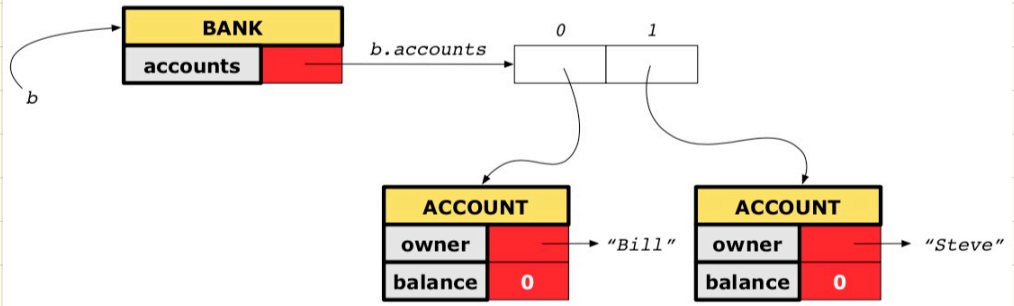 BANK
accounts
b
b.accounts
0 1
ACCOUNT
owner "Bill"
balance 0
ACCOUNT
owner “Steve”
balance 0